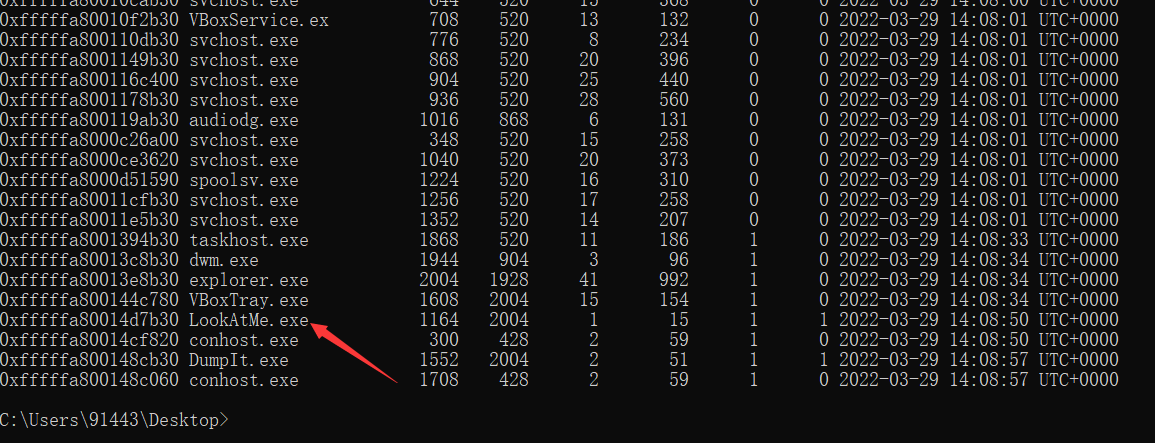 0xfffffa80010cab30 svchost.exe 644 520 15 368 0 0 2022-03-29 14:08:00 UTC+0000
0xfffffa80010f2b30 VBoxService.ex 708 520 13 132 0 0 2022-03-29 14:08:01 UTC+0000
0xfffffa800110db30 svchost.exe 776 520 8 234 0 0 2022-03-29 14:08:01 UTC+0000
0xfffffa8001149b30 svchost.exe 868 520 20 396 0 0 2022-03-29 14:08:01 UTC+0000
0xfffffa800116c400 svchost.exe 904 520 25 440 0 0 2022-03-29 14:08:01 UTC+0000
0xfffffa8001178b30 svchost.exe 936 520 28 560 0 0 2022-03-29 14:08:01 UTC+0000
0xfffffa800119ab30 audiodg.exe 1016 868 6 131 0 0 2022-03-29 14:08:01 UTC+0000
0xfffffa8000c26a00 svchost.exe 348 520 15 258 0 0 2022-03-29 14:08:01 UTC+0000
0xfffffa8000ce3620 svchost.exe 1040 520 20 373 0 0 2022-03-29 14:08:01 UTC+0000
0xfffffa8000d51590 spoolsv.exe 1224 520 16 310 0 0 2022-03-29 14:08:01 UTC+0000
0xfffffa80011cfb30 svchost.exe 1256 520 17 258 0 0 2022-03-29 14:08:01 UTC+0000
0xfffffa80011e5b30 svchost.exe 1352 520 14 207 0 0 2022-03-29 14:08:01 UTC+0000
0xfffffa8001394b30 taskhost.exe 1868 520 11 186 1 0 2022-03-29 14:08:33 UTC+0000
0xfffffa80013c8b30 dwm.exe 1944 904 3 96 1 0 2022-03-29 14:08:34 UTC+0000
0xfffffa80013e8b30 explorer.exe 2004 1928 41 992 1 0 2022-03-29 14:08:34 UTC+0000
0xfffffa800144c780 VBoxTray.exe 1608 2004 15 154 1 0 2022-03-29 14:08:34 UTC+0000
0xfffffa80014d7b30 LookAtMe.exe 1164 2004 1 15 1 1 2022-03-29 14:08:50 UTC+0000
0xfffffa80014cf820 conhost.exe 300 428 2 59 1 0 2022-03-29 14:08:50 UTC+0000
0xfffffa800148cb30 DumpIt.exe 1552 2004 2 51 1 1 2022-03-29 14:08:57 UTC+0000
0xfffffa800148c060 conhost.exe 1708 428 2 59 1 0 2022-03-29 14:08:57 UTC+0000
C:\Users\91443\Desktop>